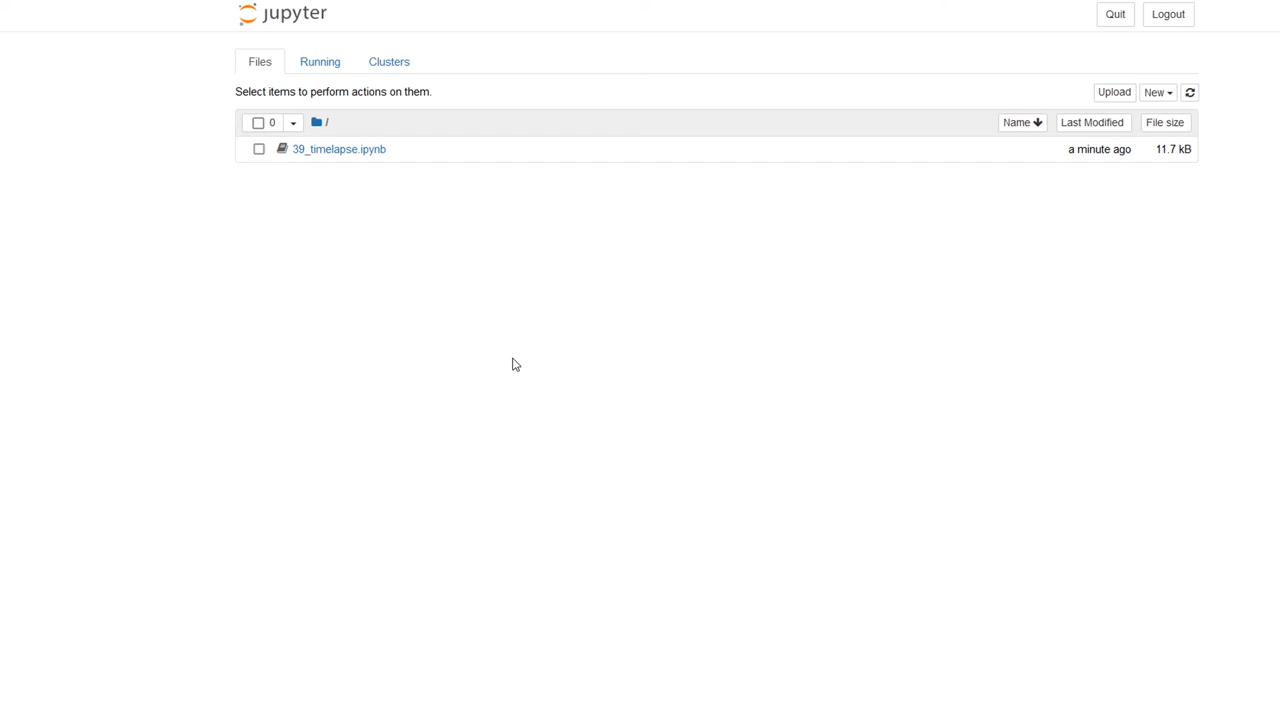 jupyter
Quit Logout
Files Running Clusters
Select items to perform actions on them.
Upload New
0 / Name Last Modified File size
39_timelapse.ipynb a minute ago 11.7 kB